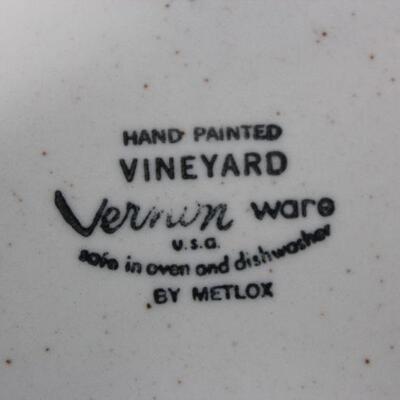 HAND PAINTED
VINEYARD
Vernon ware
U.S.A.
safe in oven and dishwasher
BY METLOX